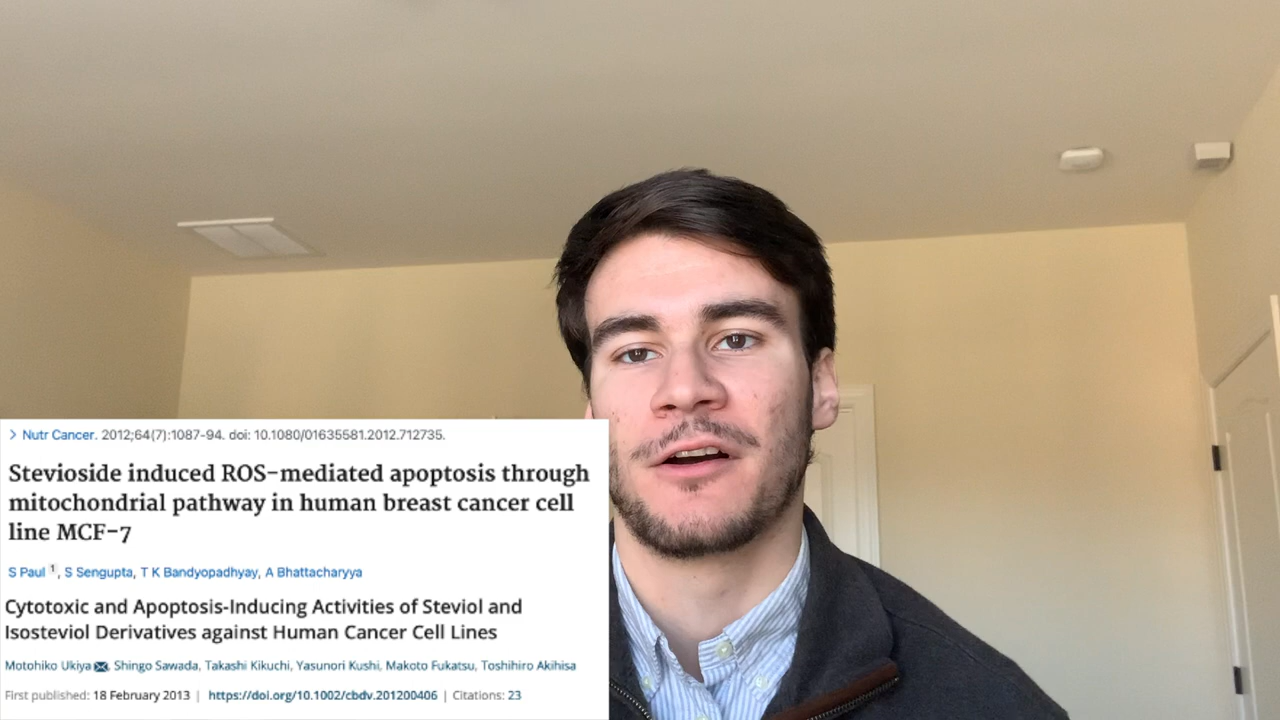 > Nutr Cancer. 2012;64(7):1087-94. doi: 10.1080/01635581.2012.712735.
Stevioside induced ROS-mediated apoptosis through
mitochondrial pathway in human breast cancer cell
line MCF-7
S Paul 1, S Sengupta, T K Bandyopadhyay, A Bhattacharyya
Cytotoxic and Apoptosis-Inducing Activities of Steviol and
Isosteviol Derivatives against Human Cancer Cell Lines
Motohiko Ukiya, Shingo Sawada, Takashi Kikuchi, Yasunori Kushi, Makoto Fukatsu, Toshihiro Akihisa
First published: 18 February 2013 | https://doi.org/10.1002/cbdv.201200406 | Citations: 23